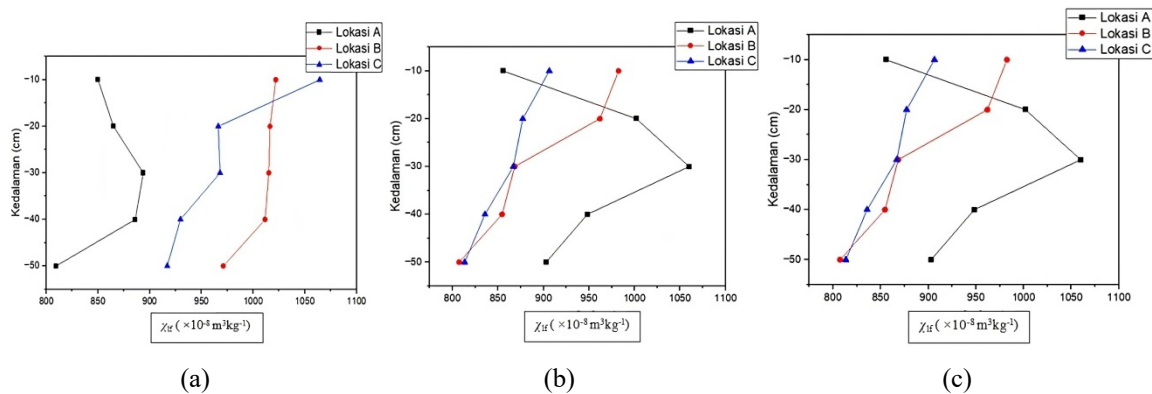 Lokasi A
Lokasi B
Lokasi C
Kedalaman (cm)
−10
−20
−30
−40
−50
800 850 900 950 1000 1050 1100
χlf ( ×10-8 m3kg-1)
(a)
Lokasi A
Lokasi B
Lokasi C
Kedalaman (cm)
−10
−20
−30
−40
−50
800 850 900 950 1000 1050 1100
χlf ( ×10-8 m3kg-1)
(b)
Lokasi A
Lokasi B
Lokasi C
Kedalaman (cm)
−10
−20
−30
−40
−50
800 850 900 950 1000 1050 1100
χlf ( ×10-8 m3kg-1)
(c)